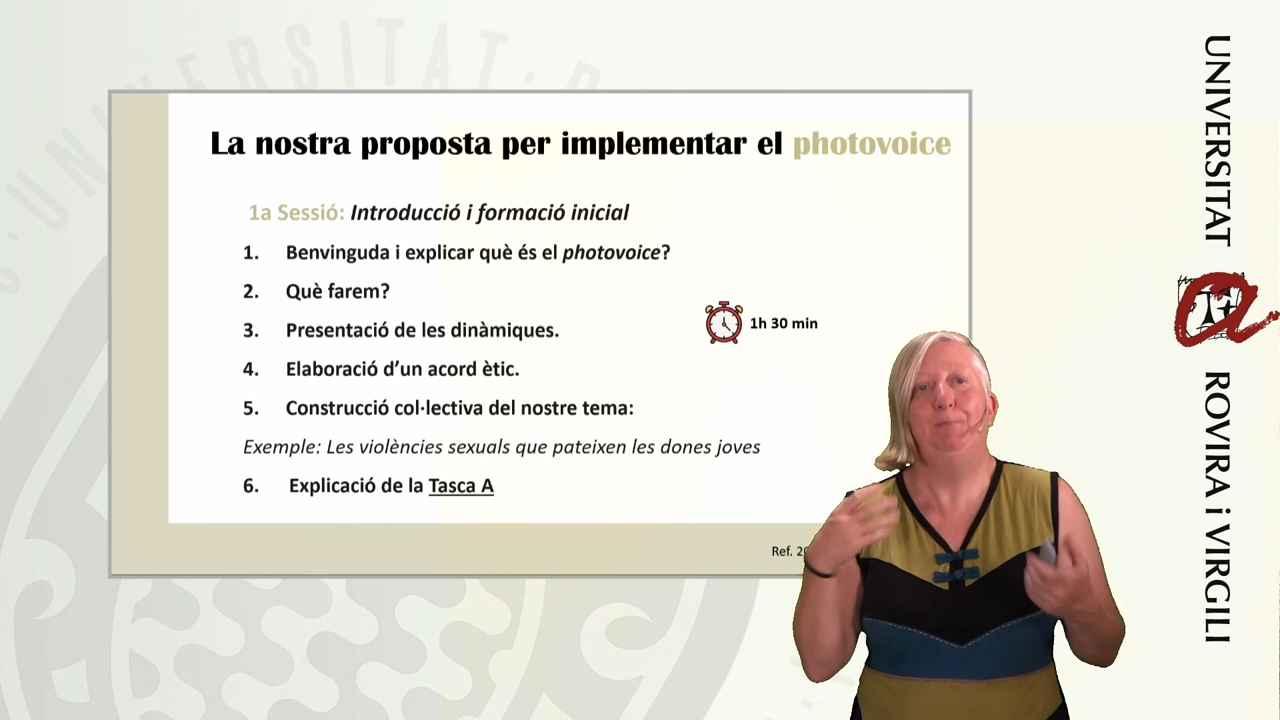 La nostra proposta per implementar el photovoice
1a Sessió: Introducció i formació inicial
1. Benvinguda i explicar què és el photovoice?
2. Què farem?
3. Presentació de les dinàmiques.
1h 30 min
4. Elaboració d’un acord ètic.
5. Construcció col·lectiva del nostre tema:
Exemple: Les violències sexuals que pateixen les dones joves
6. Explicació de la Tasca A
Ref.
UNIVERSITAT
ROVIRA i VIRGILI